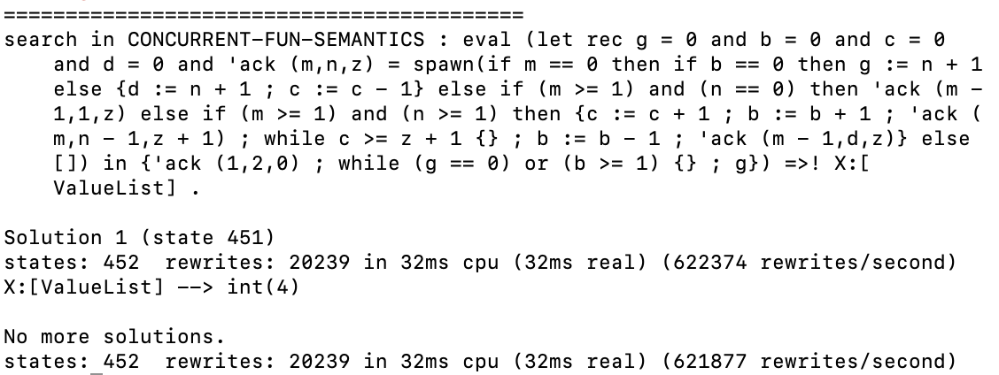 ==========================================
search in CONCURRENT-FUN-SEMANTICS : eval (let rec g = 0 and b = 0 and c = 0
    and d = 0 and 'ack (m,n,z) = spawn(if m == 0 then if b == 0 then g := n + 1
    else {d := n + 1 ; c := c - 1} else if (m >= 1) and (n == 0) then 'ack (m -
    1,1,z) else if (m >= 1) and (n >= 1) then {c := c + 1 ; b := b + 1 ; 'ack (
    m,n - 1,z + 1) ; while c >= z + 1 {} ; b := b - 1 ; 'ack (m - 1,d,z)} else
    []) in {'ack (1,2,0) ; while (g == 0) or (b >= 1) {} ; g}) =>! X:[
    ValueList] .

Solution 1 (state 451)
states: 452  rewrites: 20239 in 32ms cpu (32ms real) (622374 rewrites/second)
X:[ValueList] --> int(4)

No more solutions.
states: 452  rewrites: 20239 in 32ms cpu (32ms real) (621877 rewrites/second)